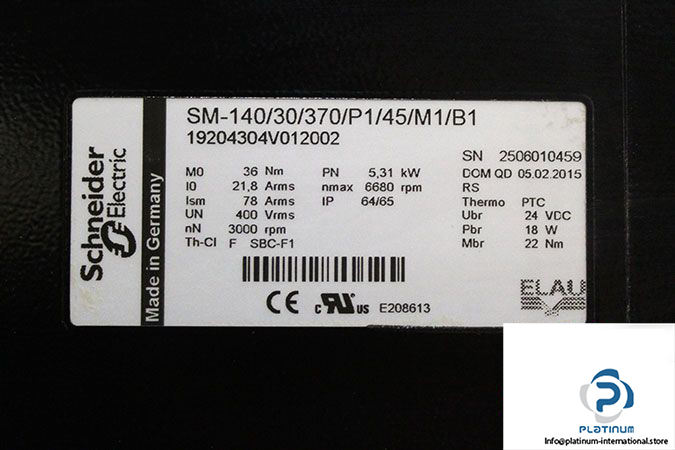 Schneider
Electric
Made in Germany
SM-140/30/370/P1/45/M1/B1
19204304V012002
SN 2506010459
M0 36 Nm PN 5,31 kW DOM QD 05.02.2015
I0 21,8 Arms nmax 6680 rpm RS
Ism 78 Arms IP 64/65 Thermo PTC
UN 400 Vrms Ubr 24 VDC
nN 3000 rpm Pbr 18 W
Th-Cl F SBC-F1 Mbr 22 Nm
CE c RU US E208613
ELAU
PLATINUM
Info@platinum-international.store